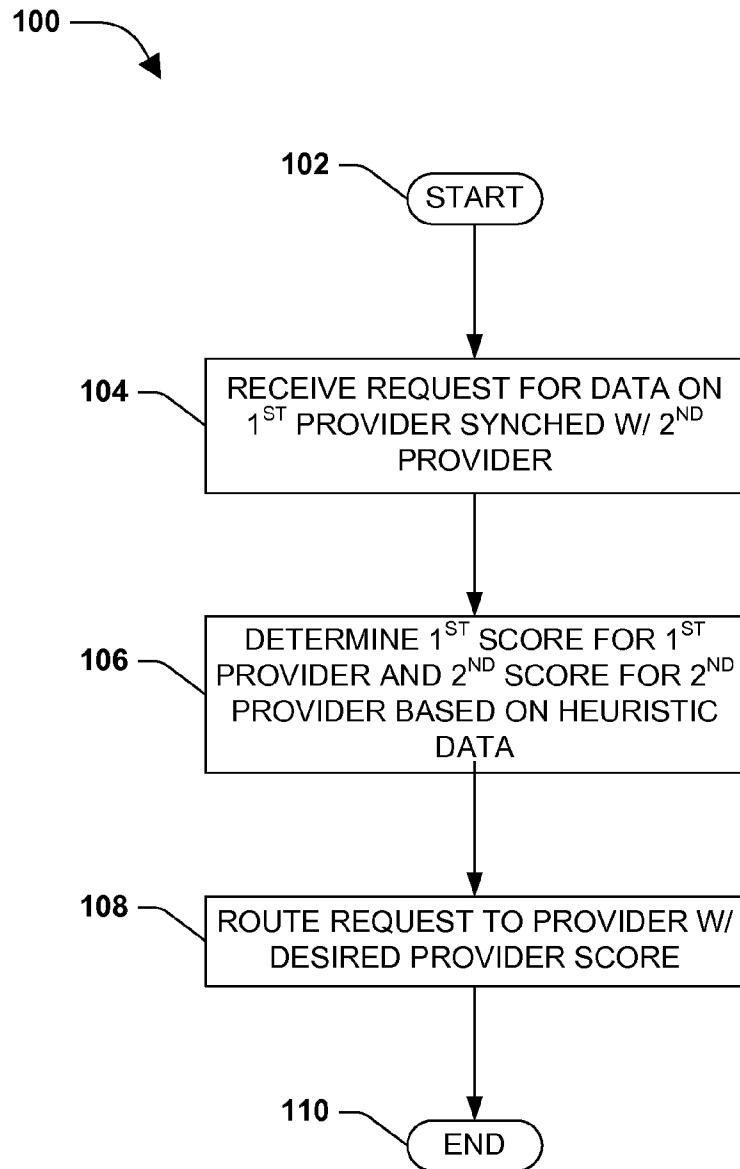 100
102
START
104
RECEIVE REQUEST FOR DATA ON
1ST PROVIDER SYNCHED W/ 2ND
PROVIDER
106
DETERMINE 1ST SCORE FOR 1ST
PROVIDER AND 2ND SCORE FOR 2ND
PROVIDER BASED ON HEURISTIC
DATA
108
ROUTE REQUEST TO PROVIDER W/
DESIRED PROVIDER SCORE
110
END